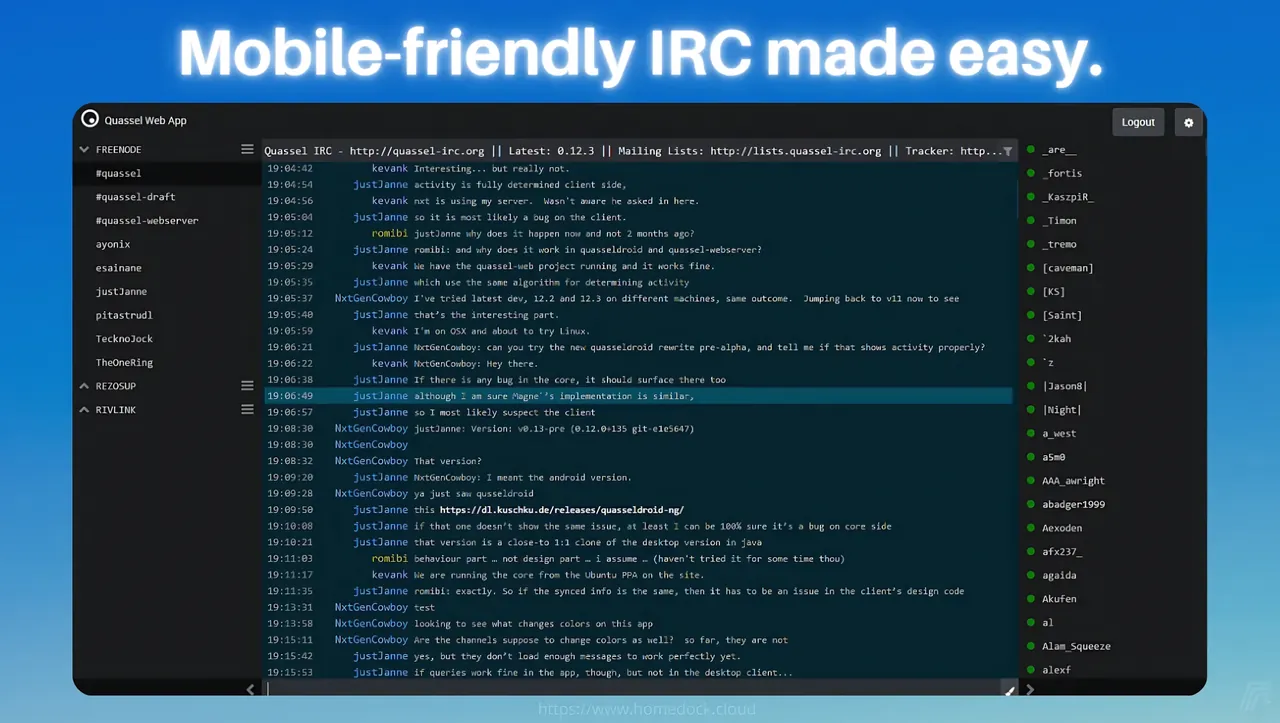 Mobile-friendly IRC made easy.
Quassel Web App
Logout
FREENODE
#quassel
#quassel-draft
#quassel-webserver
ayonix
esainane
justJanne
pitastrudl
TecknoJock
TheOneRing
REZOSUP
RIVLINK
Quassel IRC - http://quassel-irc.org || Latest: 0.12.3 || Mailing Lists: http://lists.quassel-irc.org || Tracker: http...
19:04:42 kevank Interesting... but really not.
19:04:54 justJanne activity is fully determined client side,
19:04:56 kevank nxt is using my server.  Wasn't aware he asked in here.
19:05:04 justJanne so it is most likely a bug on the client.
19:05:12 romibi justJanne why does it happen now and not 2 months ago?
19:05:24 justJanne romibi: and why does it work in quasseldroid and quassel-webserver?
19:05:29 kevank We have the quassel-web project running and it works fine.
19:05:35 justJanne which use the same algorithm for determining activity
19:05:37 NxtGenCowboy I've tried latest dev, 12.2 and 12.3 on different machines, same outcome.  Jumping back to v11 now to see
19:05:40 justJanne that's the interesting part.
19:05:59 kevank I'm on OSX and about to try Linux.
19:06:21 justJanne NxtGenCowboy: can you try the new quasseldroid rewrite pre-alpha, and tell me if that shows activity properly?
19:06:22 kevank NxtGenCowboy: Hey there.
19:06:38 justJanne If there is any bug in the core, it should surface there too
19:06:49 justJanne although I am sure Magne`'s implementation is similar,
19:06:57 justJanne so I most likely suspect the client
19:08:30 NxtGenCowboy justJanne: Version: v0.13-pre (0.12.0+135 git-e1e5647)
19:08:30 NxtGenCowboy
19:08:32 NxtGenCowboy That version?
19:09:20 justJanne NxtGenCowboy: I meant the android version.
19:09:28 NxtGenCowboy ya just saw qusseldroid
19:09:50 justJanne this https://dl.kuschku.de/releases/quasseldroid-ng/
19:10:08 justJanne if that one doesn't show the same issue, at least I can be 100% sure it's a bug on core side
19:10:21 justJanne that version is a close-to 1:1 clone of the desktop version in java
19:11:03 romibi behaviour part … not design part … i assume … (haven't tried it for some time thou)
19:11:17 kevank We are running the core from the Ubuntu PPA on the site.
19:11:35 justJanne romibi: exactly. So if the synced info is the same, then it has to be an issue in the client's design code
19:13:31 NxtGenCowboy test
19:13:58 NxtGenCowboy looking to see what changes colors on this app
19:15:11 NxtGenCowboy Are the channels suppose to change colors as well?  so far, they are not
19:15:42 justJanne yes, but they don't load enough messages to work perfectly yet.
19:15:53 justJanne if queries work fine in the app, though, but not in the desktop client...
_are__
_fortis
_KaszpiR_
_Timon
_tremo
[caveman]
[KS]
[Saint]
`2kah
`z
|Jason8|
|Night|
a_west
a5m0
AAA_awright
abadger1999
Aexoden
afx237_
agaida
Akufen
al
Alam_Squeeze
alexf
https://www.homedock.cloud